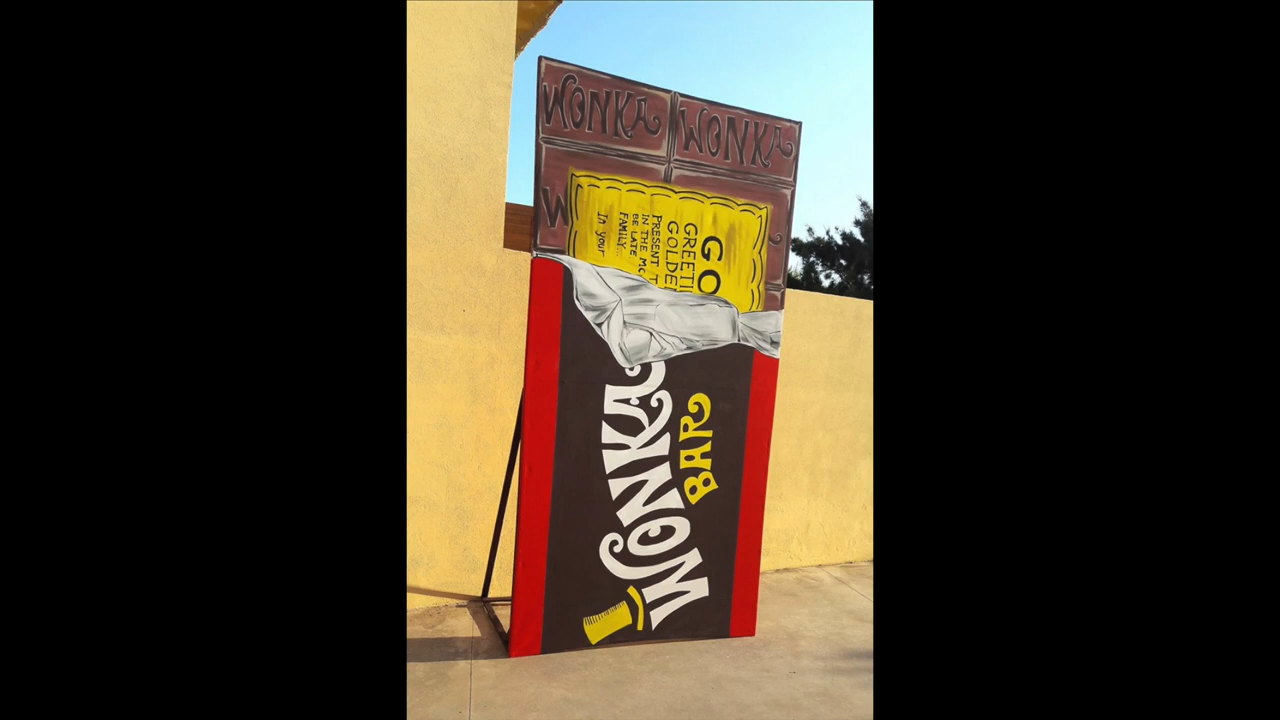 WONKA WONKA
W
GO
GREETI
GOLDE
PRESENT T
IN THE MO
BE LATE
FAMILY...
In your
WONKA
BAR